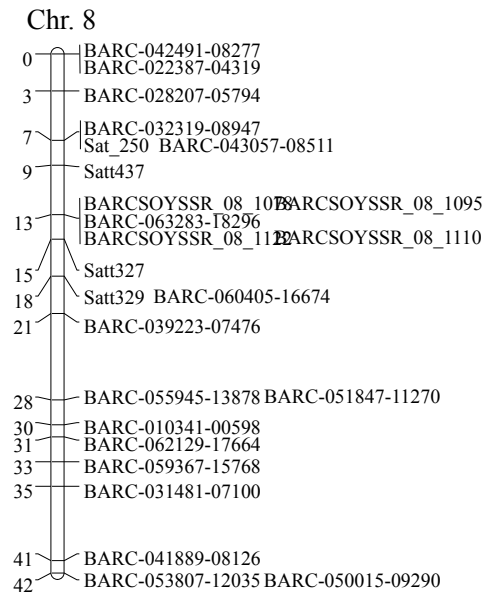 Chr. 8
0 BARC-042491-08277
BARC-022387-04319
3 BARC-028207-05794
7 BARC-032319-08947
Sat_250 BARC-043057-08511
9 Satt437
BARCSOYSSR_08_1078 BARCSOYSSR_08_1095
13 BARC-063283-18296
BARCSOYSSR_08_1122 BARCSOYSSR_08_1110
15 Satt327
18 Satt329 BARC-060405-16674
21 BARC-039223-07476
28 BARC-055945-13878 BARC-051847-11270
30 BARC-010341-00598
31 BARC-062129-17664
33 BARC-059367-15768
35 BARC-031481-07100
41 BARC-041889-08126
42 BARC-053807-12035 BARC-050015-09290